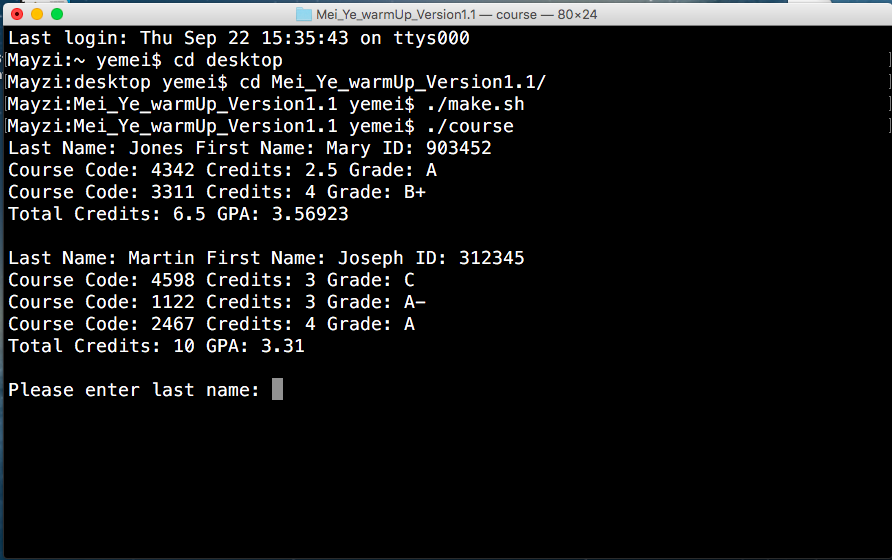 Mei_Ye_warmUp_Version1.1 — course — 80×24
Last login: Thu Sep 22 15:35:43 on ttys000
Mayzi:~ yemei$ cd desktop
[Mayzi:desktop yemei$ cd Mei_Ye_warmUp_Version1.1/ ]
[Mayzi:Mei_Ye_warmUp_Version1.1 yemei$ ./make.sh ]
[Mayzi:Mei_Ye_warmUp_Version1.1 yemei$ ./course ]
Last Name: Jones First Name: Mary ID: 903452
Course Code: 4342 Credits: 2.5 Grade: A
Course Code: 3311 Credits: 4 Grade: B+
Total Credits: 6.5 GPA: 3.56923
Last Name: Martin First Name: Joseph ID: 312345
Course Code: 4598 Credits: 3 Grade: C
Course Code: 1122 Credits: 3 Grade: A-
Course Code: 2467 Credits: 4 Grade: A
Total Credits: 10 GPA: 3.31
Please enter last name: